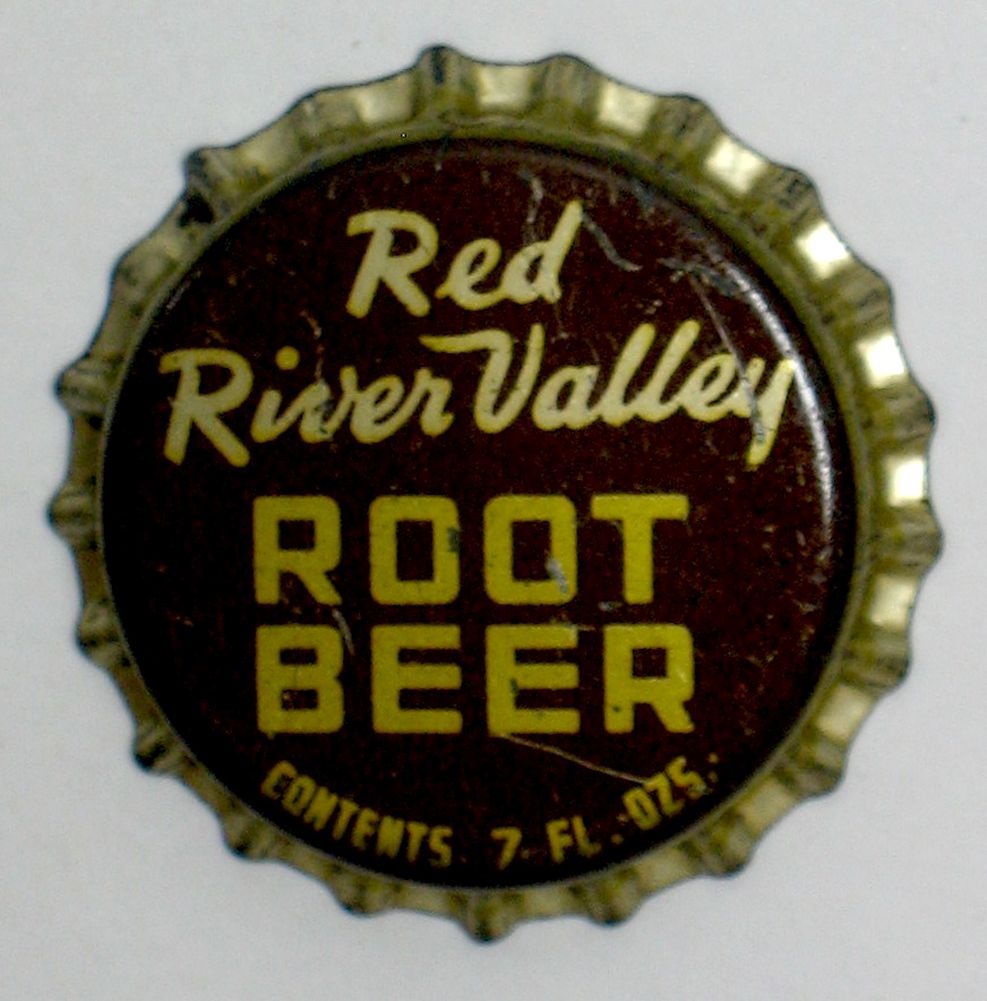 Red
River Valley
ROOT
BEER
CONTENTS 7 FL. OZS.